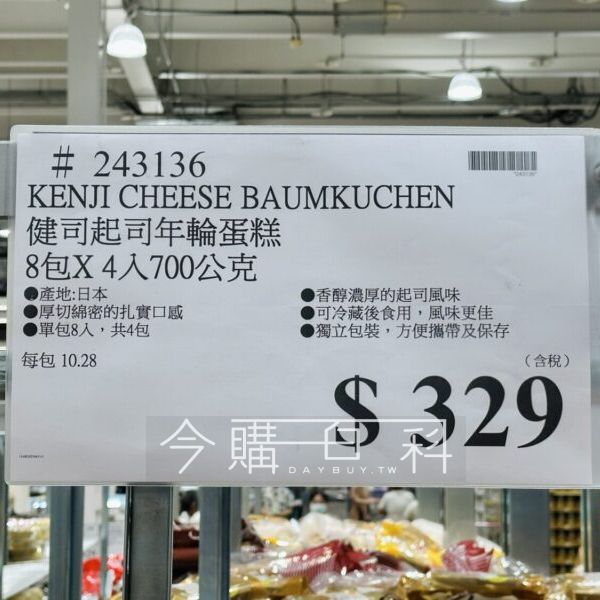 # 243136
*243136*
KENJI CHEESE BAUMKUCHEN
健司起司年輪蛋糕
8包X 4入700公克
●產地:日本
●厚切綿密的扎實口感
●單包8入，共4包
●香醇濃厚的起司風味
●可冷藏後食用，風味更佳
●獨立包裝，方便攜帶及保存
每包 10.28
（含稅）
$ 329
今購百科
DAYBUY.TW